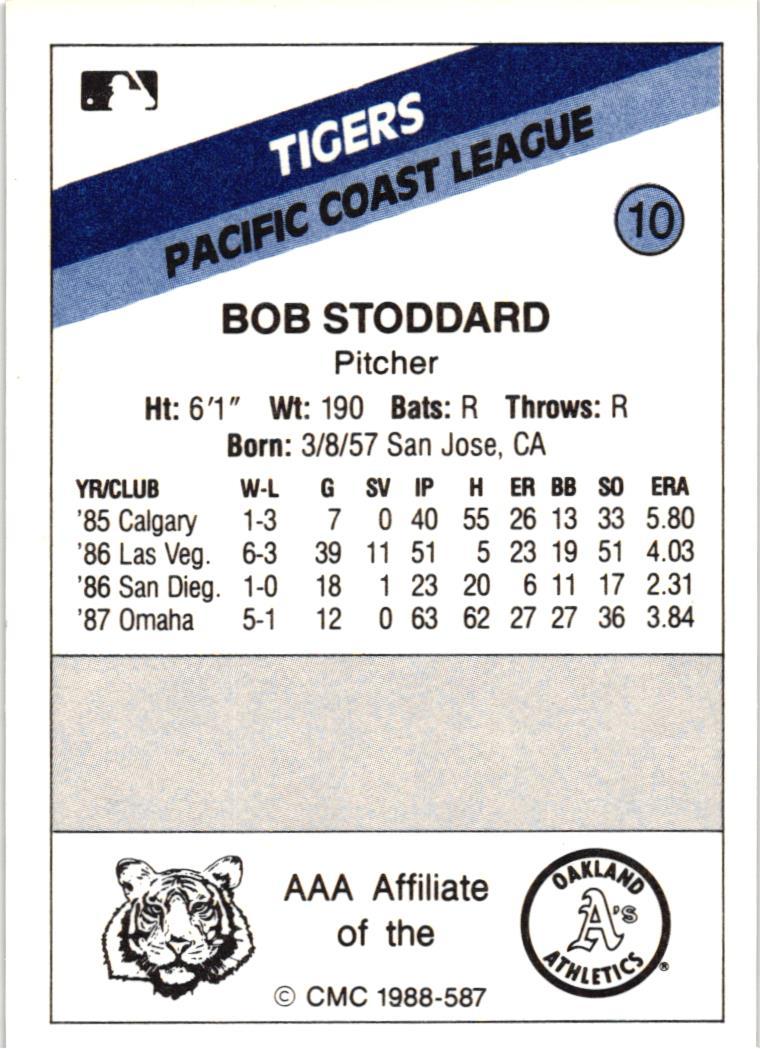 TIGERS
PACIFIC COAST LEAGUE
10
BOB STODDARD
Pitcher
Ht: 6'1" Wt: 190 Bats: R Throws: R
Born: 3/8/57 San Jose, CA
YR/CLUB W-L G SV IP H ER BB SO ERA
'85 Calgary 1-3 7 0 40 55 26 13 33 5.80
'86 Las Veg. 6-3 39 11 51 5 23 19 51 4.03
'86 San Dieg. 1-0 18 1 23 20 6 11 17 2.31
'87 Omaha 5-1 12 0 63 62 27 27 36 3.84
AAA Affiliate
of the
© CMC 1988-587
OAKLAND
A's
ATHLETICS
®